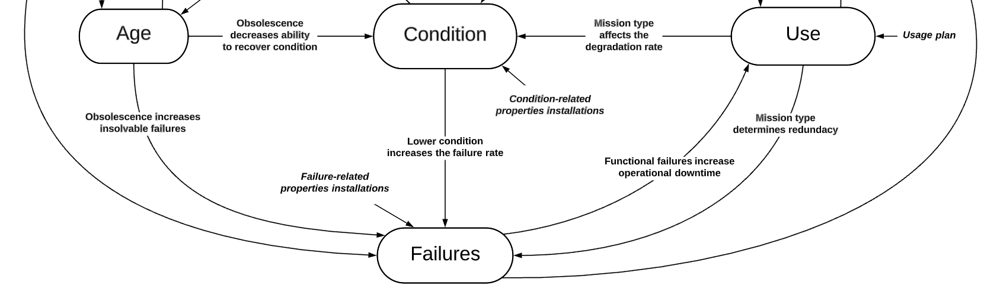 Age
Obsolescence
decreases ability
to recover condition
Condition
Mission type
affects the
degradation rate
Use
Usage plan
Condition-related
properties installations
Obsolescence increases
insolvable failures
Mission type
determines redundacy
Lower condition
increases the failure rate
Functional failures increase
operational downtime
Failure-related
properties installations
Failures